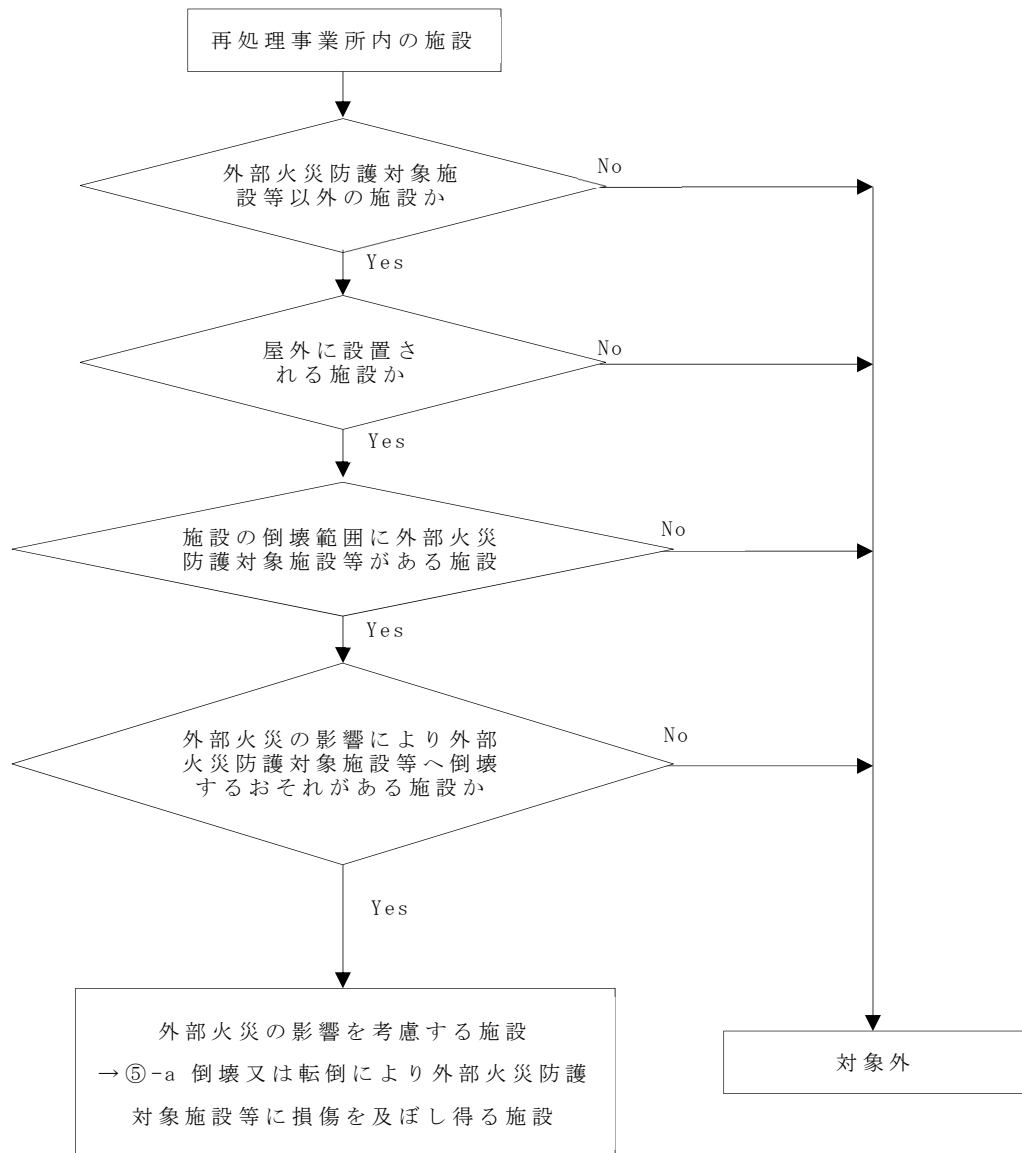 再処理事業所内の施設
外部火災防護対象施
設等以外の施設か
No
Yes
屋外に設置さ
れる施設か
No
Yes
施設の倒壊範囲に外部火災
防護対象施設等がある施設
No
Yes
外部火災の影響により外部
火災防護対象施設等へ倒壊
するおそれがある施設か
No
Yes
外部火災の影響を考慮する施設
→⑤-a 倒壊又は転倒により外部火災防護
対象施設等に損傷を及ぼし得る施設
対象外